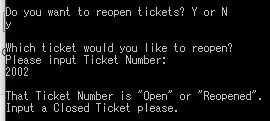 Do you want to reopen tickets? Y or N
y
Which ticket would you like to reopen?
Please input Ticket Number:
2002
That Ticket Number is "Open" or "Reopened".
Input a Closed Ticket please.